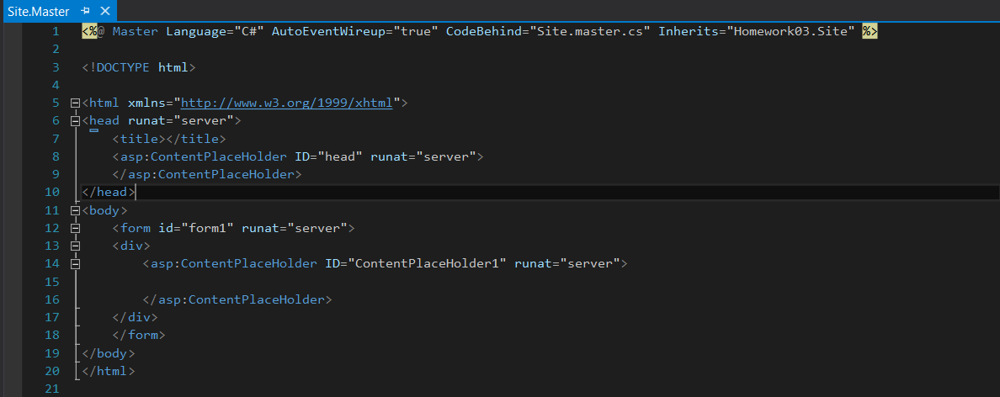 Site.Master
1 <%@ Master Language="C#" AutoEventWireup="true" CodeBehind="Site.master.cs" Inherits="Homework03.Site" %>
2
3 <!DOCTYPE html>
4
5 <html xmlns="http://www.w3.org/1999/xhtml">
6 <head runat="server">
7     <title></title>
8     <asp:ContentPlaceHolder ID="head" runat="server">
9     </asp:ContentPlaceHolder>
10 </head>
11 <body>
12     <form id="form1" runat="server">
13     <div>
14         <asp:ContentPlaceHolder ID="ContentPlaceHolder1" runat="server">
15
16         </asp:ContentPlaceHolder>
17     </div>
18     </form>
19 </body>
20 </html>
21